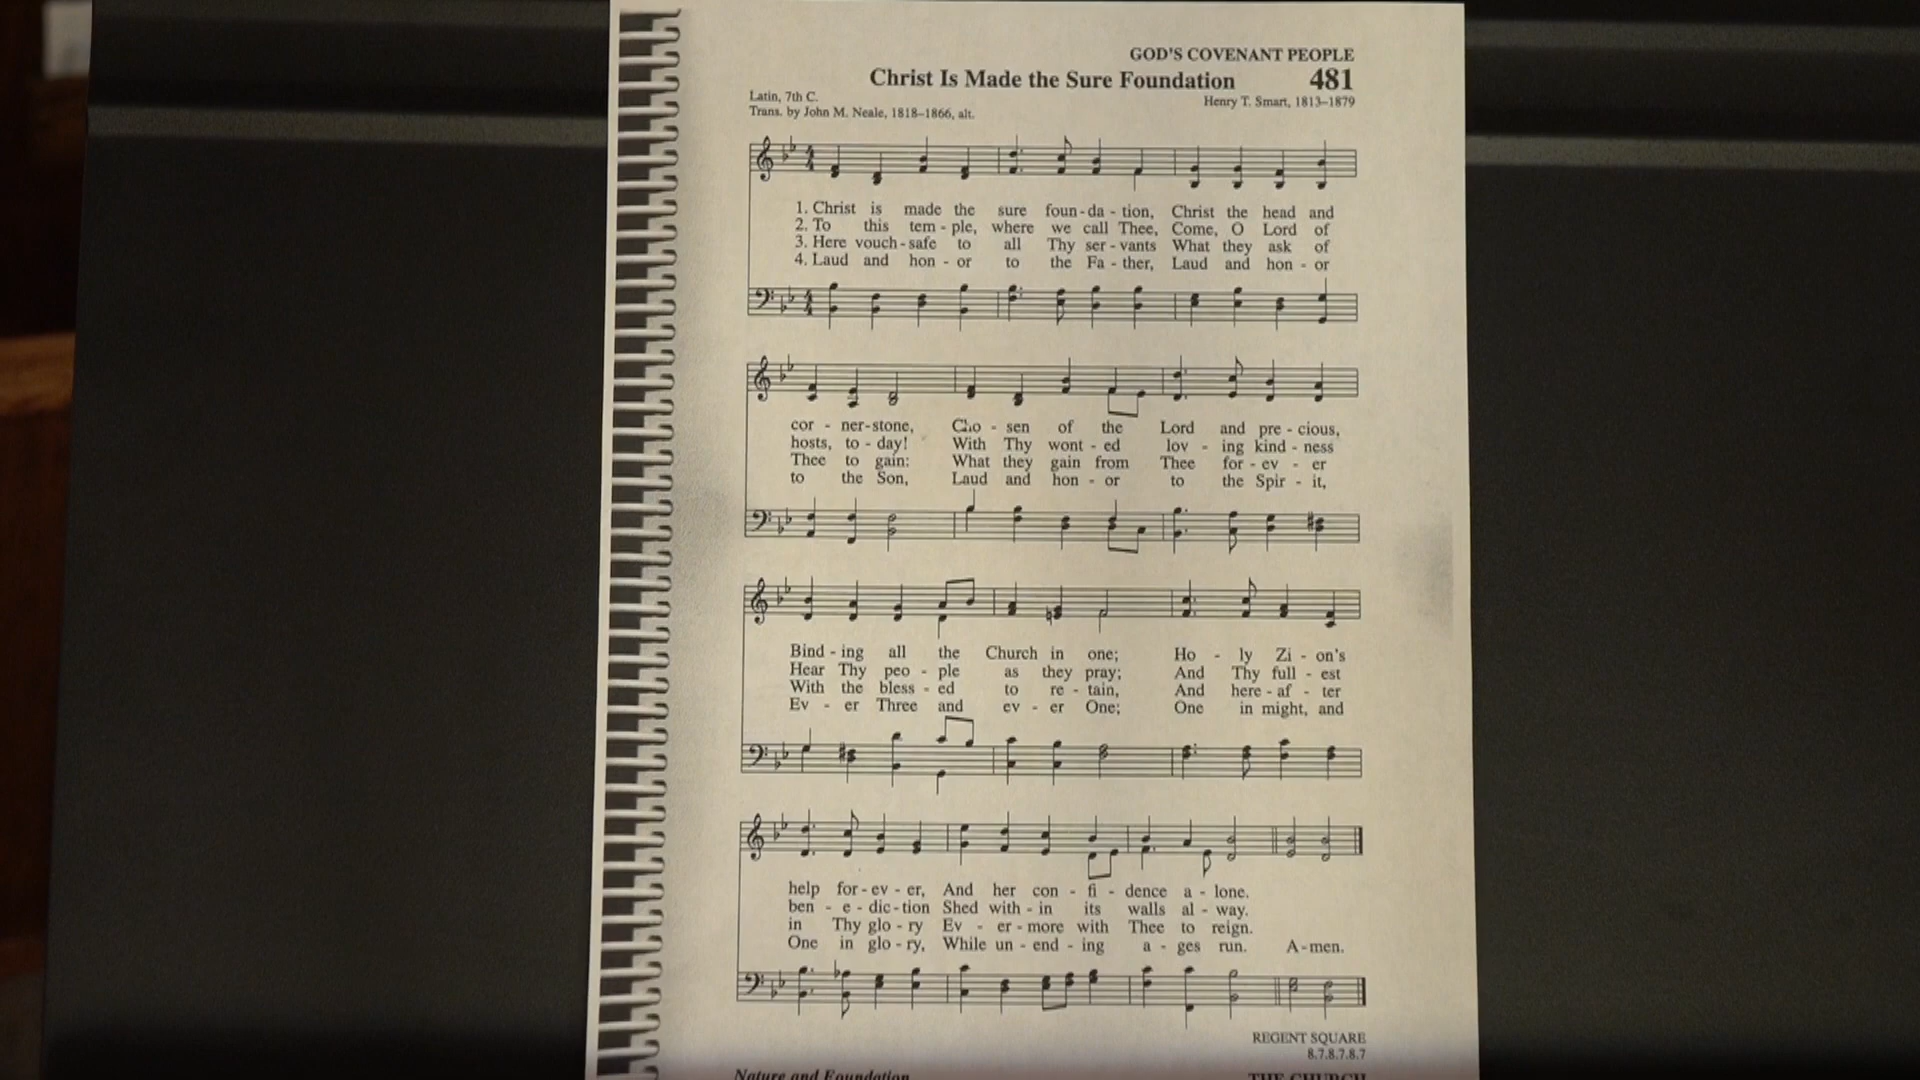 GOD'S COVENANT PEOPLE
Christ Is Made the Sure Foundation 481
Latin, 7th C.
Trans. by John M. Neale, 1818–1866, alt.
Henry T. Smart, 1813–1879
1. Christ is made the sure foun-da - tion, Christ the head and
2. To this tem - ple, where we call Thee, Come, O Lord of
3. Here vouch - safe to all Thy ser - vants What they ask of
4. Laud and hon - or to the Fa - ther, Laud and hon - or
cor - ner-stone, Cho - sen of the Lord and pre - cious,
hosts, to - day! With Thy wont - ed lov - ing kind - ness
Thee to gain: What they gain from Thee for - ev - er
to the Son, Laud and hon - or to the Spir - it,
Bind - ing all the Church in one; Ho - ly Zi - on's
Hear Thy peo - ple as they pray; And Thy full - est
With the bless - ed to re - tain, And here - af - ter
Ev - er Three and ev - er One; One in might, and
help for - ev - er, And her con - fi - dence a - lone.
ben - e - dic - tion Shed with - in its walls al - way.
in Thy glo - ry Ev - er - more with Thee to reign.
One in glo - ry, While un - end - ing a - ges run. A-men.
REGENT SQUARE
8.7.8.7.8.7
Nature and Foundation THE CHURCH